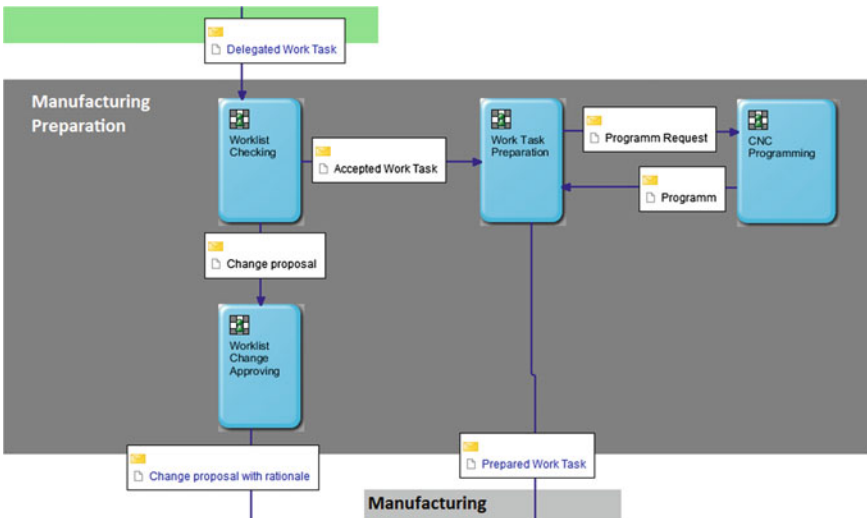 Delegated Work Task
Manufacturing
Preparation
Worklist
Checking
Accepted Work Task
Work Task
Preparation
Programm Request
Programm
CNC
Programming
Change proposal
Worklist
Change
Approving
Change proposal with rationale
Prepared Work Task
Manufacturing